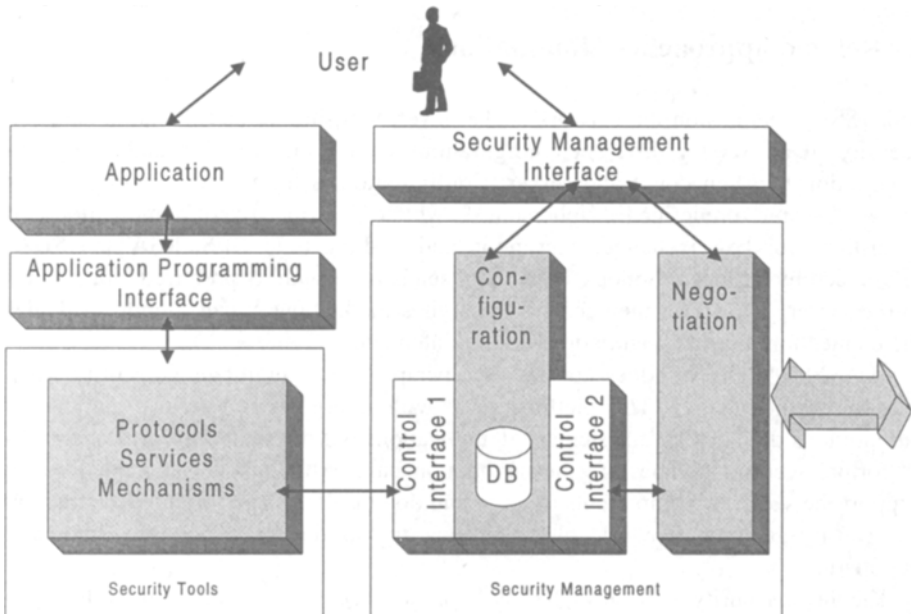 User
Application
Security Management
Interface
Application Programming
Interface
Con-
figu-
ration
Nego-
tiation
Protocols
Services
Mechanisms
Control
Interface 1
DB
Control
Interface 2
Security Tools
Security Management